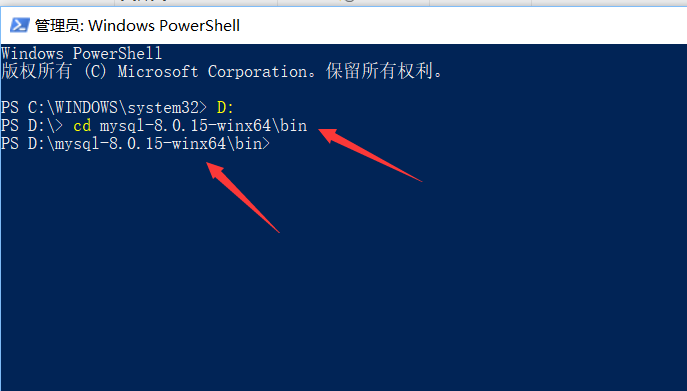 管理员: Windows PowerShell
Windows PowerShell
版权所有 (C) Microsoft Corporation。保留所有权利。
PS C:\WINDOWS\system32> D:
PS D:\> cd mysql-8.0.15-winx64\bin
PS D:\mysql-8.0.15-winx64\bin>